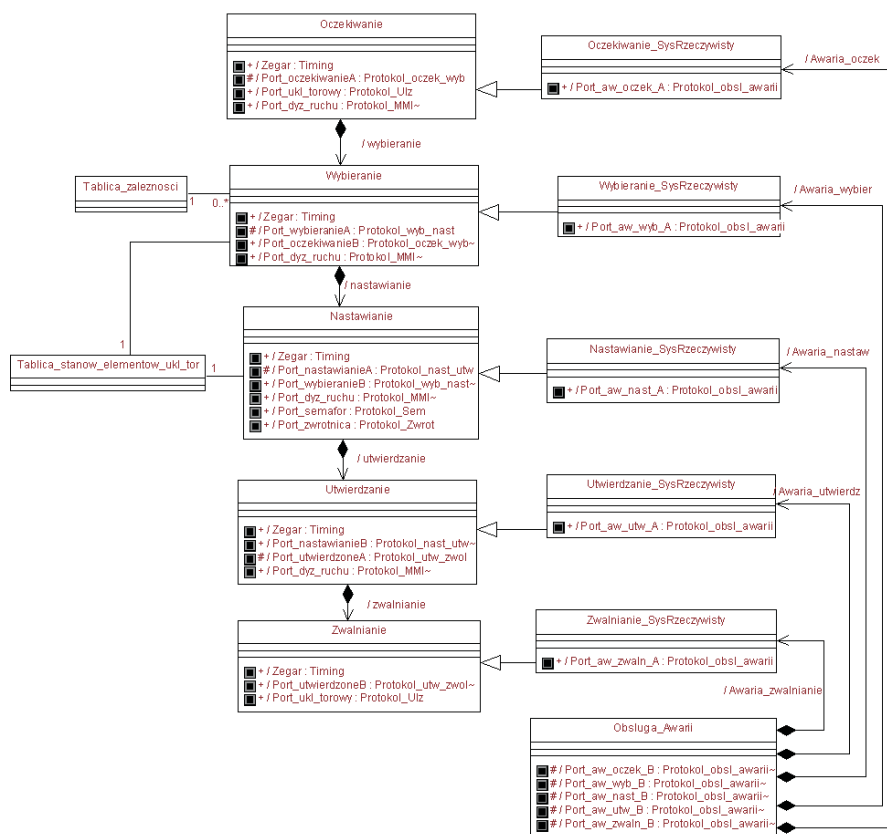 Oczekiwanie
+ / Zegar : Timing
# / Port_oczekiwanieA : Protokol_oczek_wyb
+ / Port_ukl_torowy : Protokol_Ulz
+ / Port_dyz_ruchu : Protokol_MMI~
Oczekiwanie_SysRzeczywisty
+ / Port_aw_oczek_A : Protokol_obsl_awarii
/ Awaria_oczek
/ wybieranie
Tablica_zaleznosci
1
0..*
Wybieranie
+ / Zegar : Timing
# / Port_wybieranieA : Protokol_wyb_nast
+ / Port_oczekiwanieB : Protokol_oczek_wyb~
+ / Port_dyz_ruchu : Protokol_MMI~
Wybieranie_SysRzeczywisty
+ / Port_aw_wyb_A : Protokol_obsl_awarii
/ Awaria_wybier
/ nastawianie
1
Tablica_stanow_elementow_ukl_tor
1
Nastawianie
+ / Zegar : Timing
# / Port_nastawianieA : Protokol_nast_utw
+ / Port_wybieranieB : Protokol_wyb_nast~
+ / Port_dyz_ruchu : Protokol_MMI~
+ / Port_semafor : Protokol_Sem
+ / Port_zwrotnica : Protokol_Zwrot
Nastawianie_SysRzeczywisty
+ / Port_aw_nast_A : Protokol_obsl_awarii
/ Awaria_nastaw
/ utwierdzanie
Utwierdzanie
+ / Zegar : Timing
+ / Port_nastawianieB : Protokol_nast_utw~
# / Port_utwierdzoneA : Protokol_utw_zwol
+ / Port_dyz_ruchu : Protokol_MMI~
Utwierdzanie_SysRzeczywisty
+ / Port_aw_utw_A : Protokol_obsl_awarii
/ Awaria_utwierdz
/ zwalnianie
Zwalnianie
+ / Zegar : Timing
+ / Port_utwierdzoneB : Protokol_utw_zwol~
+ / Port_ukl_torowy : Protokol_Ulz
Zwalnianie_SysRzeczywisty
+ / Port_aw_zwaln_A : Protokol_obsl_awarii
/ Awaria_zwalnianie
Obsluga_Awarii
# / Port_aw_oczek_B : Protokol_obsl_awarii~
# / Port_aw_wyb_B : Protokol_obsl_awarii~
# / Port_aw_nast_B : Protokol_obsl_awarii~
# / Port_aw_utw_B : Protokol_obsl_awarii~
# / Port_aw_zwaln_B : Protokol_obsl_awarii~